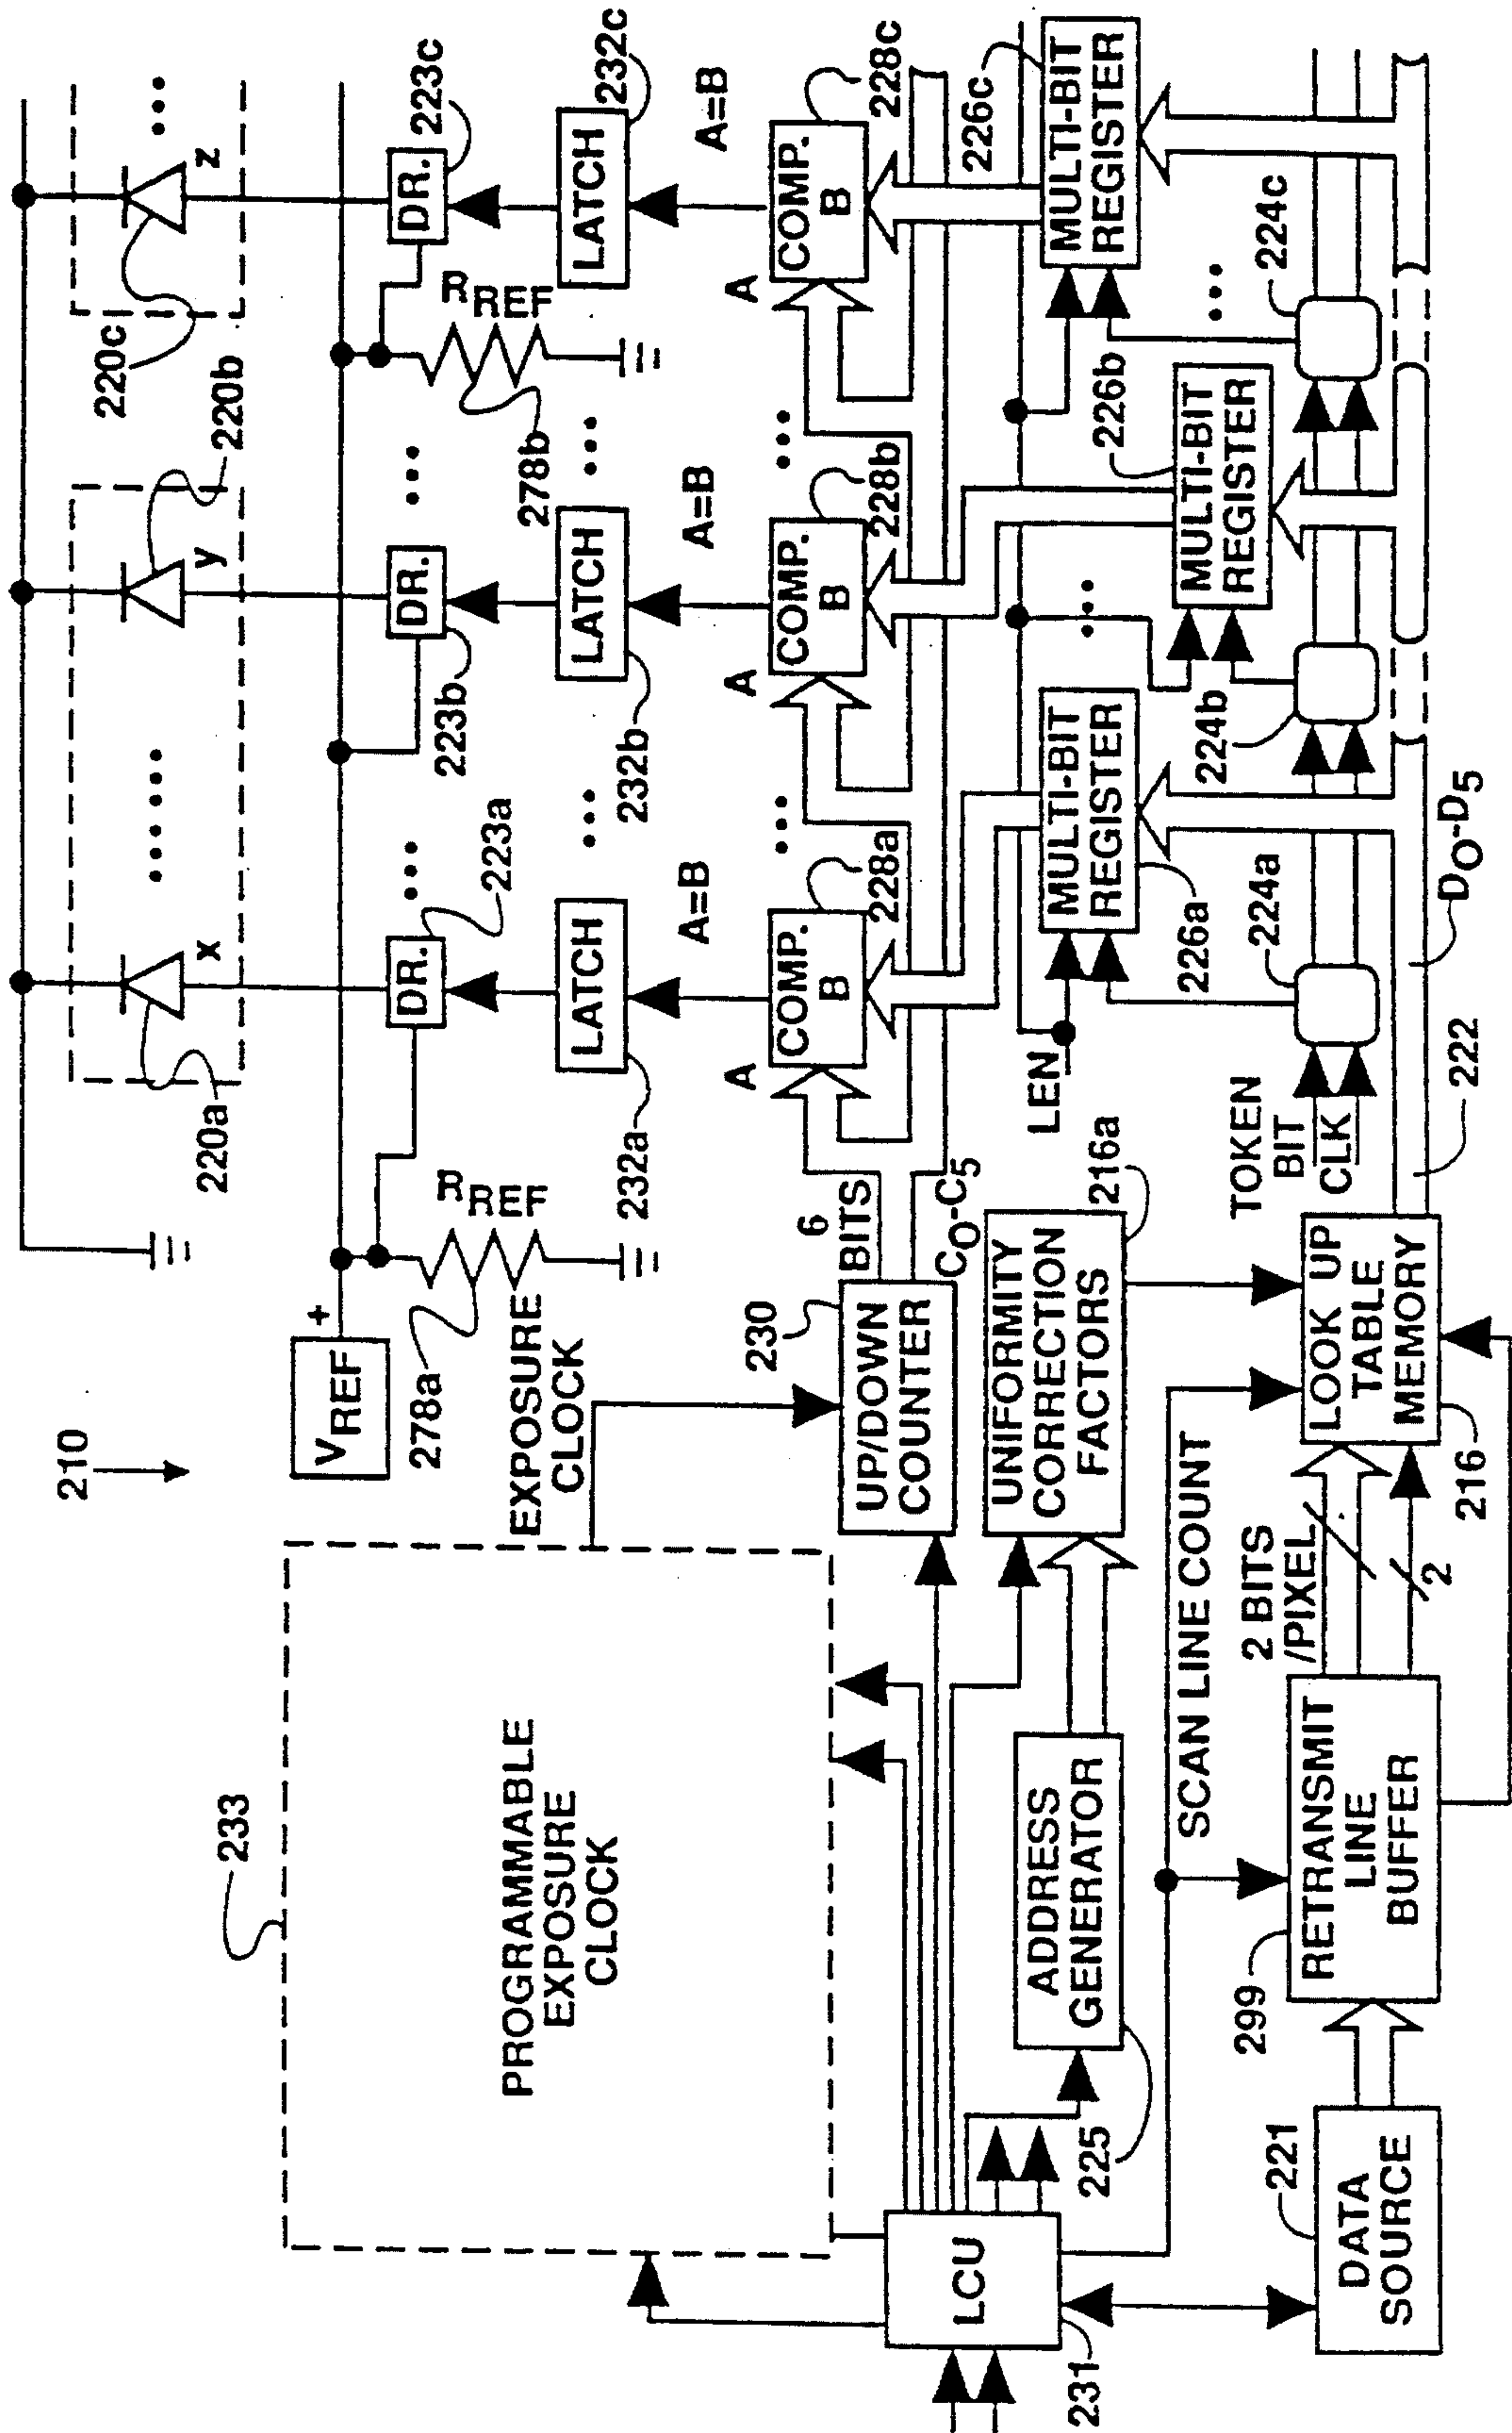 210
220a
x
220b
y
220c
z
VREF
+
278a
RREF
223a
DR.
223b
DR.
278b
RREF
223c
DR.
233
PROGRAMMABLE
EXPOSURE
CLOCK
EXPOSURE
CLOCK
232a
LATCH
232b
LATCH
LATCH
232c
A=B
A=B
A=B
230
UP/DOWN
COUNTER
6
BITS
C0-C5
A
COMP.
B
228a
A
COMP.
B
228b
A
COMP.
B
228c
LCU
231
ADDRESS
GENERATOR
225
UNIFORMITY
CORRECTION
FACTORS
216a
LEN
MULTI-BIT
REGISTER
226a
MULTI-BIT
REGISTER
226b
MULTI-BIT
REGISTER
226c
SCAN LINE COUNT
TOKEN
BIT
CLK
224a
224b
224c
221
DATA
SOURCE
299
RETRANSMIT
LINE
BUFFER
2 BITS
/PIXEL
2
LOOK UP
TABLE
MEMORY
216
222
D0-D5